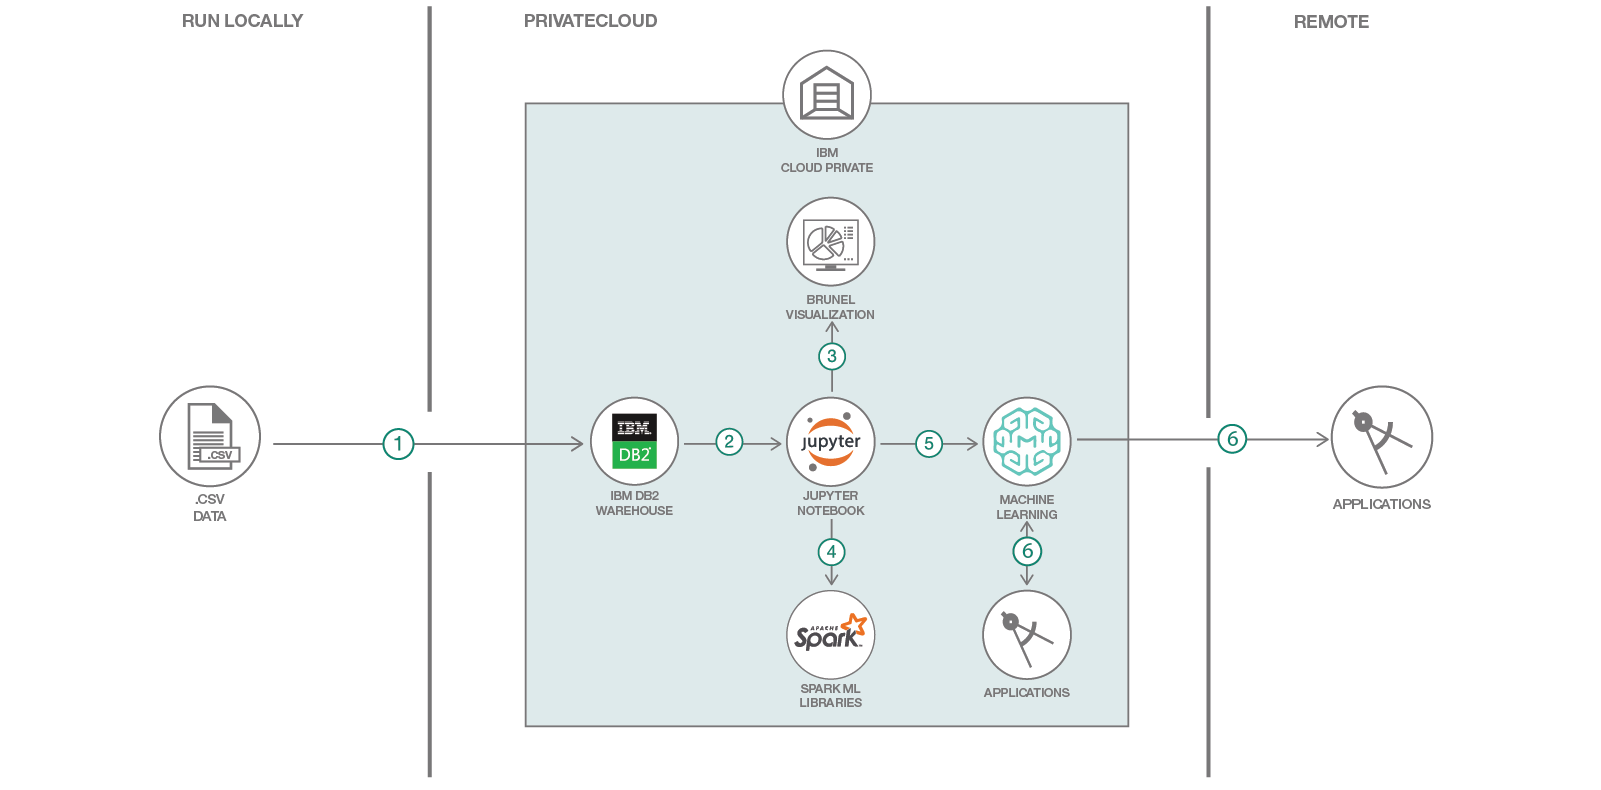 RUN LOCALLY
PRIVATECLOUD
REMOTE
IBM
CLOUD PRIVATE
BRUNEL
VISUALIZATION
3
.CSV
.CSV
DATA
1
IBM
DB2
IBM DB2
WAREHOUSE
2
jupyter
JUPYTER
NOTEBOOK
5
MACHINE
LEARNING
6
APPLICATIONS
4
6
APACHE
Spark™
SPARK ML
LIBRARIES
APPLICATIONS